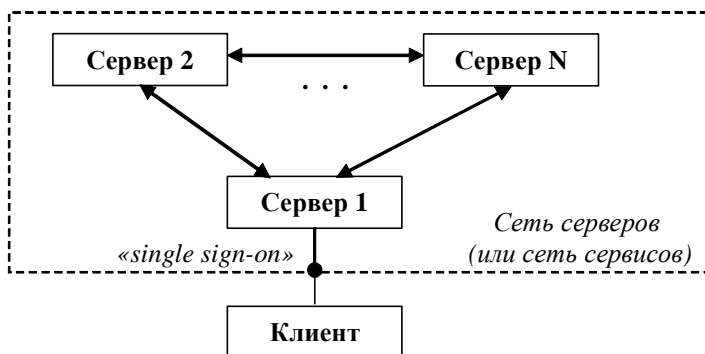 Сервер 2
Сервер N
. . .
Сервер 1
Сеть серверов
«single sign-on»
(или сеть сервисов)
Клиент